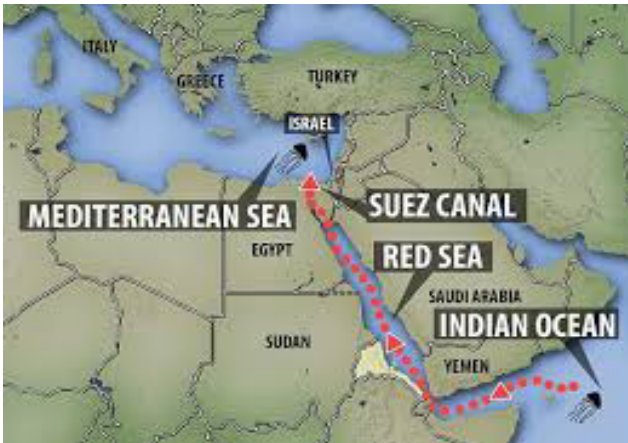 ITALY
GREECE
TURKEY
ISRAEL
MEDITERRANEAN SEA
SUEZ CANAL
EGYPT
RED SEA
SAUDI ARABIA
INDIAN OCEAN
SUDAN
YEMEN